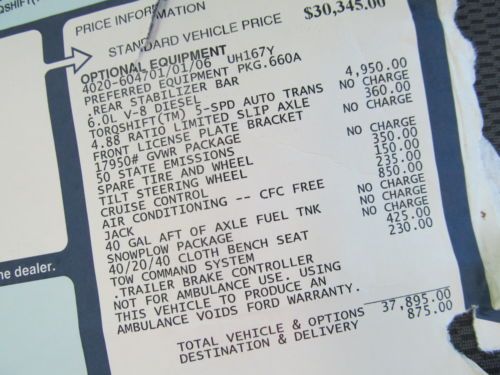 TORQSHIFT(
PRICE INFORMATION
STANDARD VEHICLE PRICE $30,345.00
OPTIONAL EQUIPMENT
4020-604701/01/06 UH167Y
PREFERRED EQUIPMENT PKG.660A
.REAR STABILIZER BAR
6.0L V-8 DIESEL 4,950.00
TORQSHIFT(TM) 5-SPD AUTO TRANS NO CHARGE
4.88 RATIO LIMITED SLIP AXLE 360.00
FRONT LICENSE PLATE BRACKET NO CHARGE
17950# GVWR PACKAGE
50 STATE EMISSIONS NO CHARGE
SPARE TIRE AND WHEEL 350.00
TILT STEERING WHEEL 150.00
CRUISE CONTROL 235.00
AIR CONDITIONING -- CFC FREE 850.00
JACK NO CHARGE
40 GAL AFT OF AXLE FUEL TNK NO CHARGE
SNOWPLOW PACKAGE NO CHARGE
40/20/40 CLOTH BENCH SEAT 425.00
TOW COMMAND SYSTEM 230.00
.TRAILER BRAKE CONTROLLER
NOT FOR AMBULANCE USE. USING
THIS VEHICLE TO PRODUCE AN
AMBULANCE VOIDS FORD WARRANTY.
TOTAL VEHICLE & OPTIONS 37,895.00
DESTINATION & DELIVERY 875.00
he dealer.